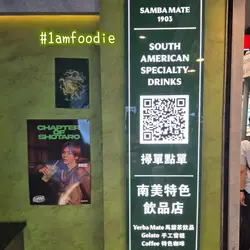 #1amfoodie
SAMBA MATE
1903
SOUTH
AMERICAN
SPECIALTY
DRINKS
掃單點單
南美特色
飲品店
Yerba Mate 馬黛茶飲品
Gelato 手工雪糕
Coffee 特色咖啡
CHAPTER
OF
SHOTARO